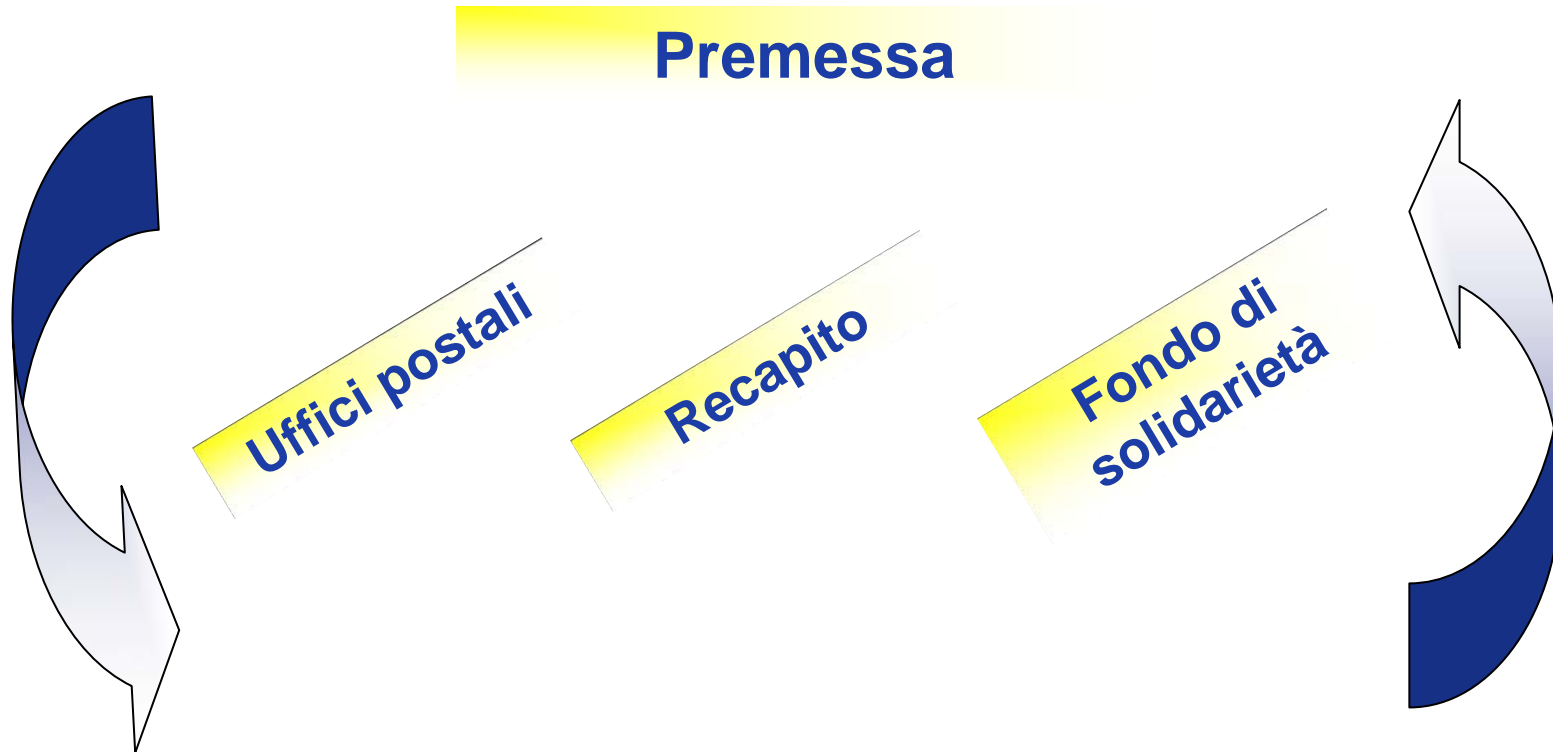 Premessa
Uffici postali
Recapito
Fondo di
solidarietà